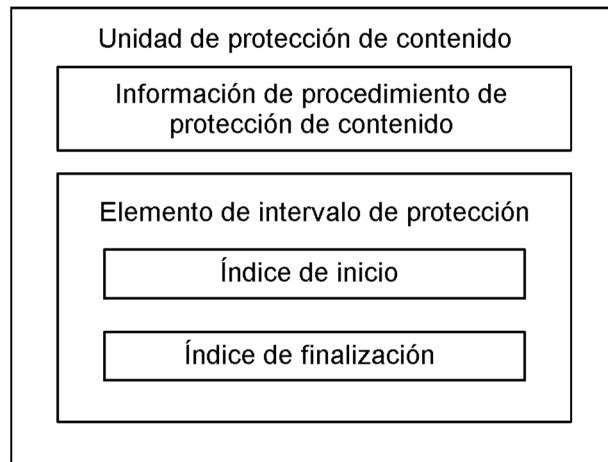 Unidad de protección de contenido
Información de procedimiento de
protección de contenido
Elemento de intervalo de protección
Índice de inicio
Índice de finalización